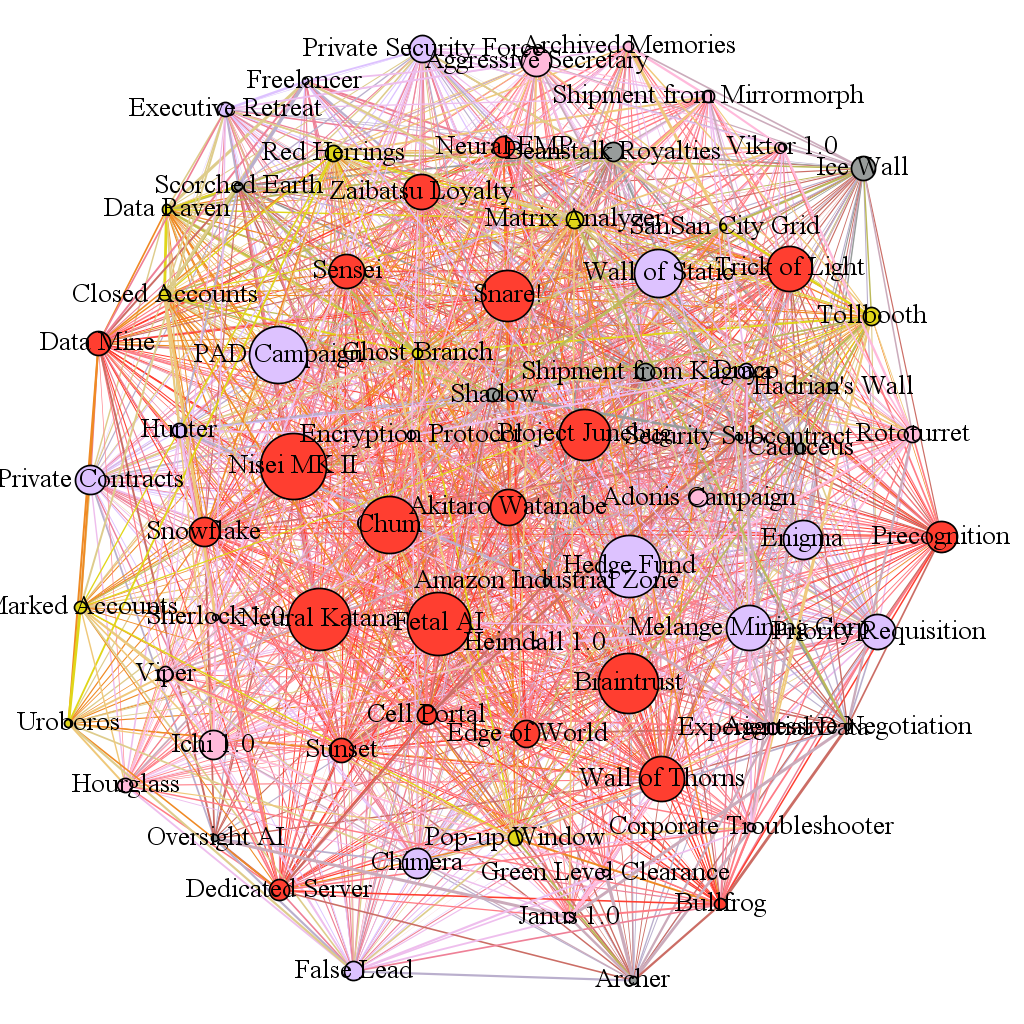 Private Security Force
Archived Memories
Aggressive Secretary
Freelancer
Shipment from Mirrormorph
Executive Retreat
Neural EMP
Viktor 1.0
Red Herrings
Beanstalk Royalties
Ice Wall
Scorched Earth
Zaibatsu Loyalty
Data Raven
Matrix Analyzer
SanSan City Grid
Sensei
Wall of Static
Trick of Light
Closed Accounts
Snare!
Tollbooth
Data Mine
PAD Campaign
Ghost Branch
Shipment from Kaguya
Draco
Hadrian's Wall
Shadow
Hunter
Encryption Protocol
Project Junebug
Security Subcontract
Rototurret
Caduceus
Nisei MK II
Private Contracts
Akitaro Watanabe
Adonis Campaign
Snowflake
Chum
Enigma
Precognition
Hedge Fund
Amazon Industrial Zone
Marked Accounts
Sherlock 1.0
Neural Katana
Fetal AI
Heimdall 1.0
Melange Mining Corp.
Priority Requisition
Viper
Braintrust
Uroboros
Cell Portal
Ichi 1.0
Sunset
Edge of World
Experiential Data
Aggressive Negotiation
Hourglass
Wall of Thorns
Oversight AI
Pop-up Window
Corporate Troubleshooter
Chimera
Green Level Clearance
Dedicated Server
Janus 1.0
Bullfrog
False Lead
Archer